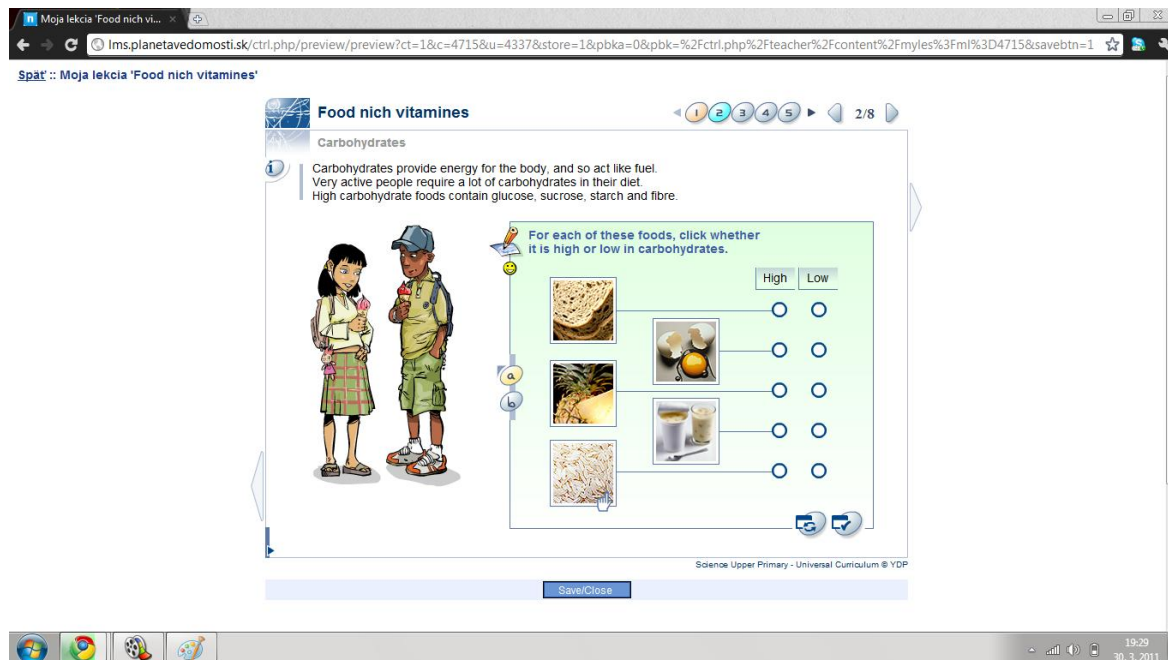 Moja lekcia 'Food nich vi...
lms.planetavedomosti.sk/ctrl.php/preview/preview?ct=1&c=4715&u=4337&store=1&pbka=0&pbk=%2Fctrl.php%2Fteacher%2Fcontent%2Fmyles%3Fml%3D4715&savebtn=1
Späť :: Moja lekcia 'Food nich vitamines'
Food nich vitamines
1 2 3 4 5 2/8
Carbohydrates
Carbohydrates provide energy for the body, and so act like fuel.
Very active people require a lot of carbohydrates in their diet.
High carbohydrate foods contain glucose, sucrose, starch and fibre.
For each of these foods, click whether
it is high or low in carbohydrates.
High Low
a
b
Science Upper Primary - Universal Curriculum © YDP
Save/Close
19:29
30. 3. 2011